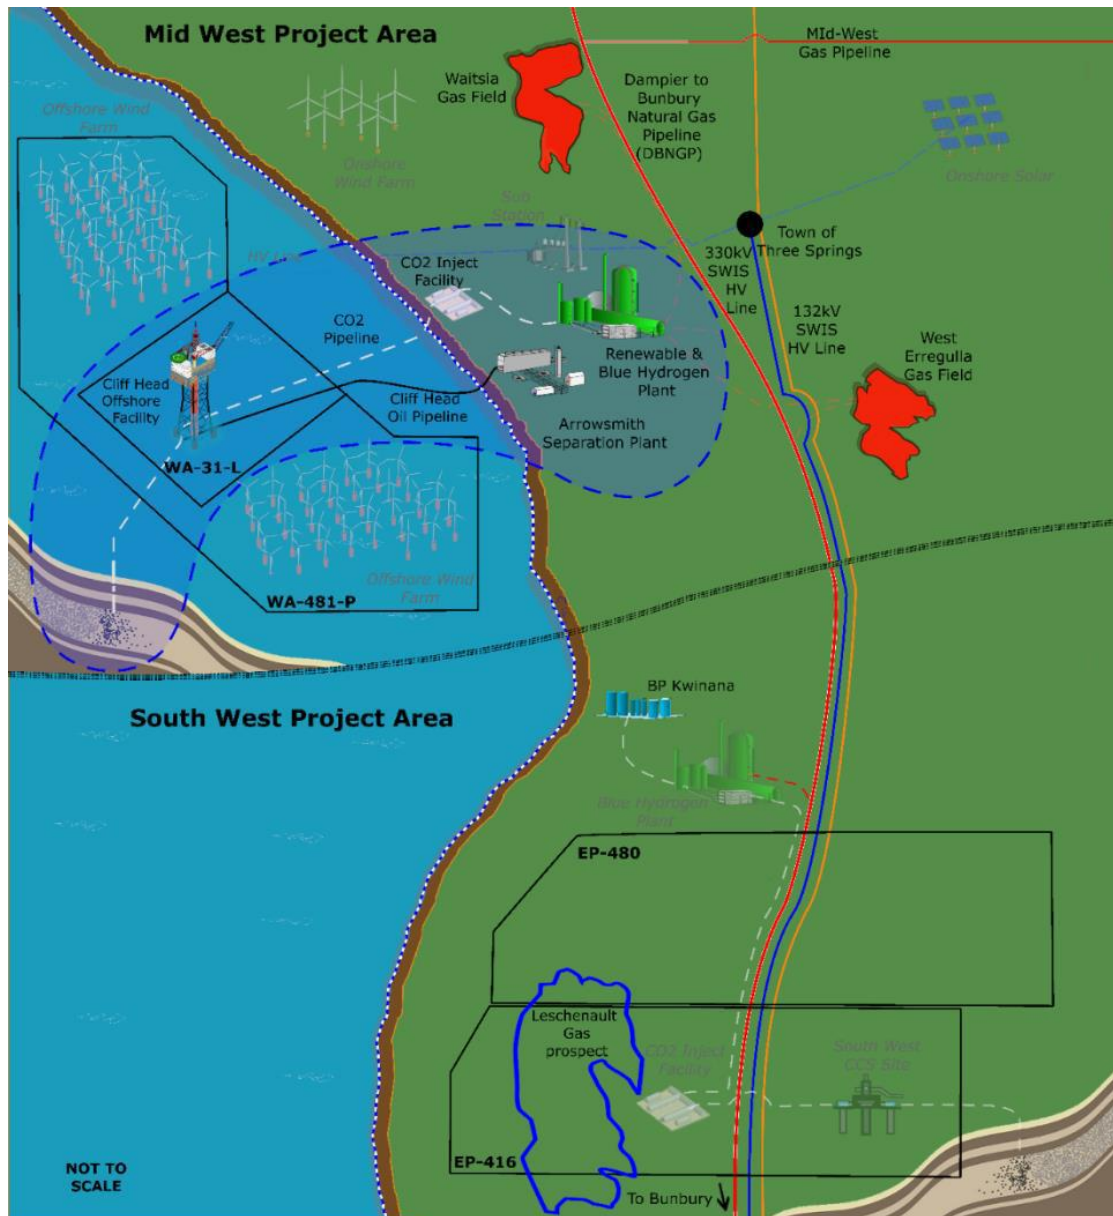 Mid West Project Area
MId-West
Gas Pipeline
Waitsia
Gas Field
Dampier to
Bunbury
Natural Gas
Pipeline
(DBNGP)
Offshore Wind
Farm
Onshore
Wind Farm
Onshore Solar
Sub
Station
Town of
Three Springs
HV Line
CO2 Inject
Facility
330kV
SWIS
HV
Line
CO2
Pipeline
132kV
SWIS
HV Line
West
Erregulla
Gas Field
Renewable &
Blue Hydrogen
Plant
Cliff Head
Offshore
Facility
Cliff Head
Oil Pipeline
Arrowsmith
Separation Plant
WA-31-L
Offshore Wind
Farm
WA-481-P
BP Kwinana
South West Project Area
Blue Hydrogen
Plant
EP-480
Leschenault
Gas
prospect
CO2 Inject
Facility
South West
CCS Site
EP-416
NOT TO
SCALE
To Bunbury